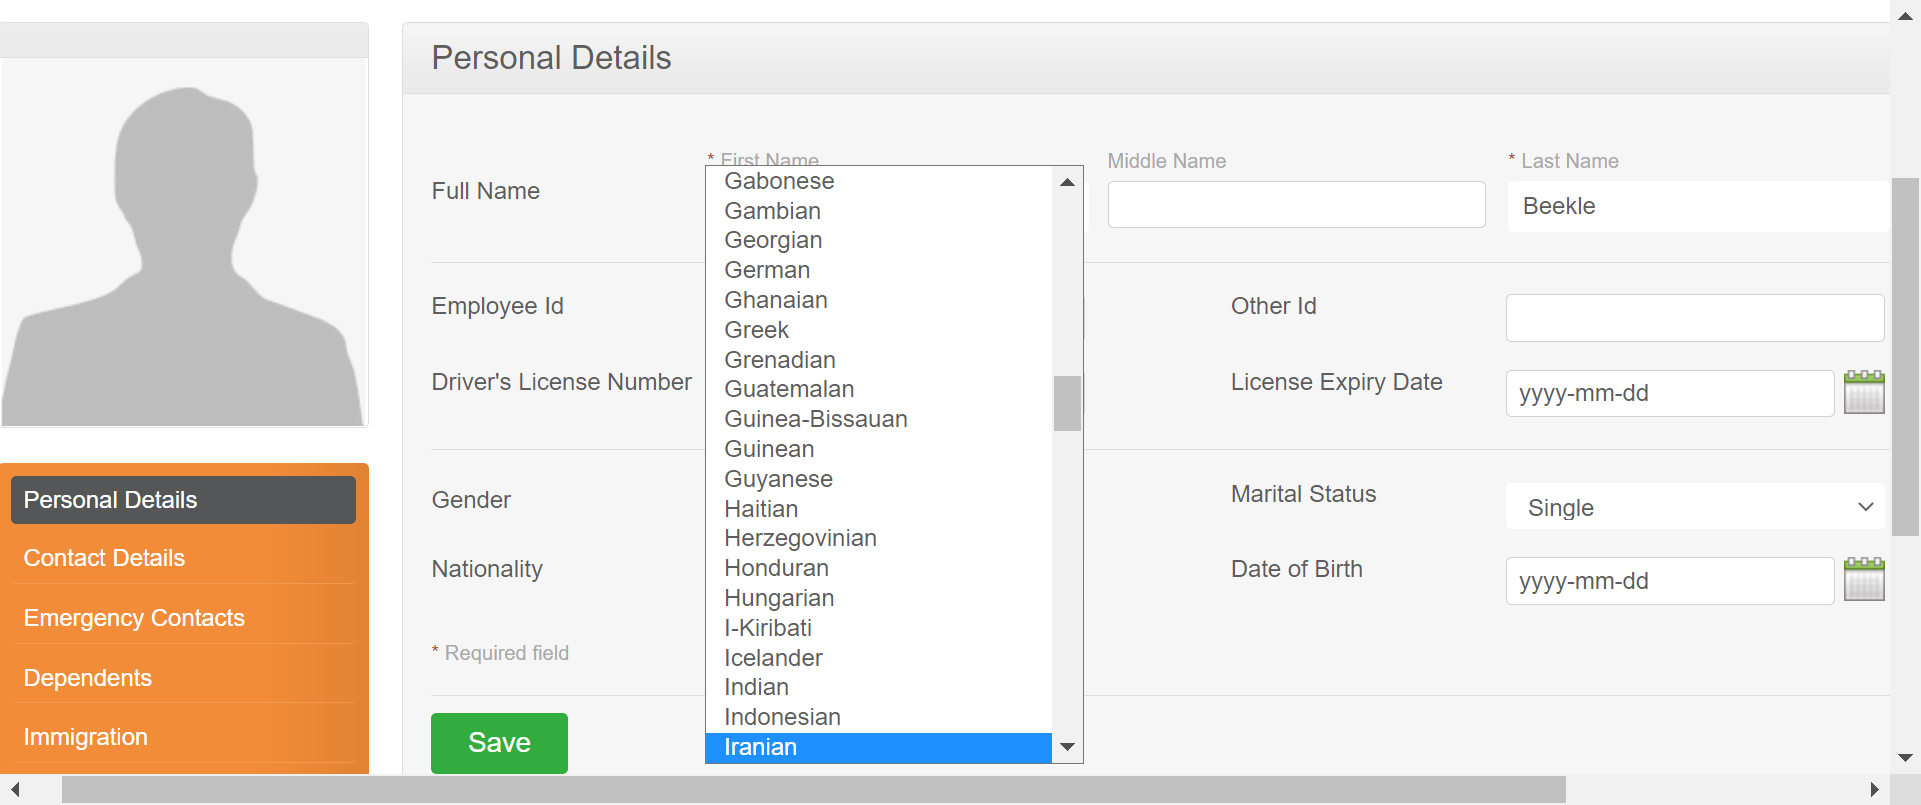 Personal Details
* First Name
Middle Name
* Last Name
Full Name
Beekle
Employee Id
Other Id
Driver's License Number
License Expiry Date
yyyy-mm-dd
Gender
Marital Status
Single
Nationality
Date of Birth
yyyy-mm-dd
* Required field
Save
Gabonese
Gambian
Georgian
German
Ghanaian
Greek
Grenadian
Guatemalan
Guinea-Bissauan
Guinean
Guyanese
Haitian
Herzegovinian
Honduran
Hungarian
I-Kiribati
Icelander
Indian
Indonesian
Iranian
Personal Details
Contact Details
Emergency Contacts
Dependents
Immigration